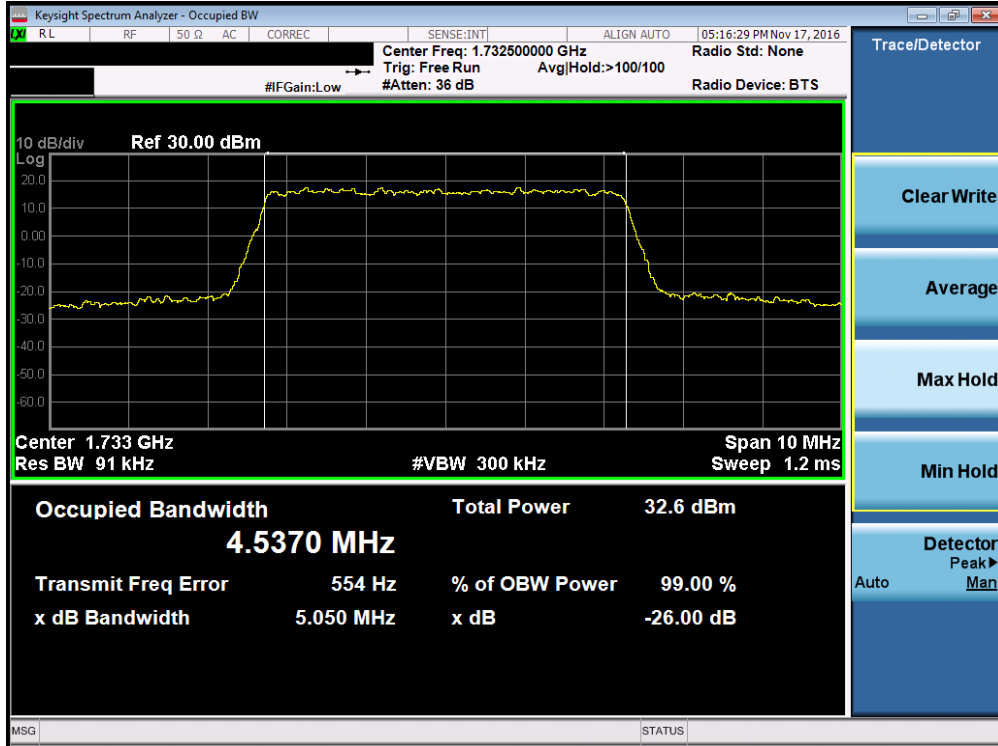 Keysight Spectrum Analyzer - Occupied BW
LXI RL RF 50 Ω AC CORREC SENSE:INT ALIGN AUTO 05:16:29 PM Nov 17, 2016
Center Freq: 1.732500000 GHz Radio Std: None
Trig: Free Run Avg|Hold:>100/100
#IFGain:Low #Atten: 36 dB Radio Device: BTS
10 dB/div Ref 30.00 dBm
Log
20.0
10.0
0.00
-10.0
-20.0
-30.0
-40.0
-50.0
-60.0
Center 1.733 GHz Span 10 MHz
Res BW 91 kHz #VBW 300 kHz Sweep 1.2 ms
Occupied Bandwidth Total Power 32.6 dBm
4.5370 MHz
Transmit Freq Error 554 Hz % of OBW Power 99.00 %
x dB Bandwidth 5.050 MHz x dB -26.00 dB
MSG STATUS
Trace/Detector
Clear Write
Average
Max Hold
Min Hold
Detector
Peak▶
Auto Man